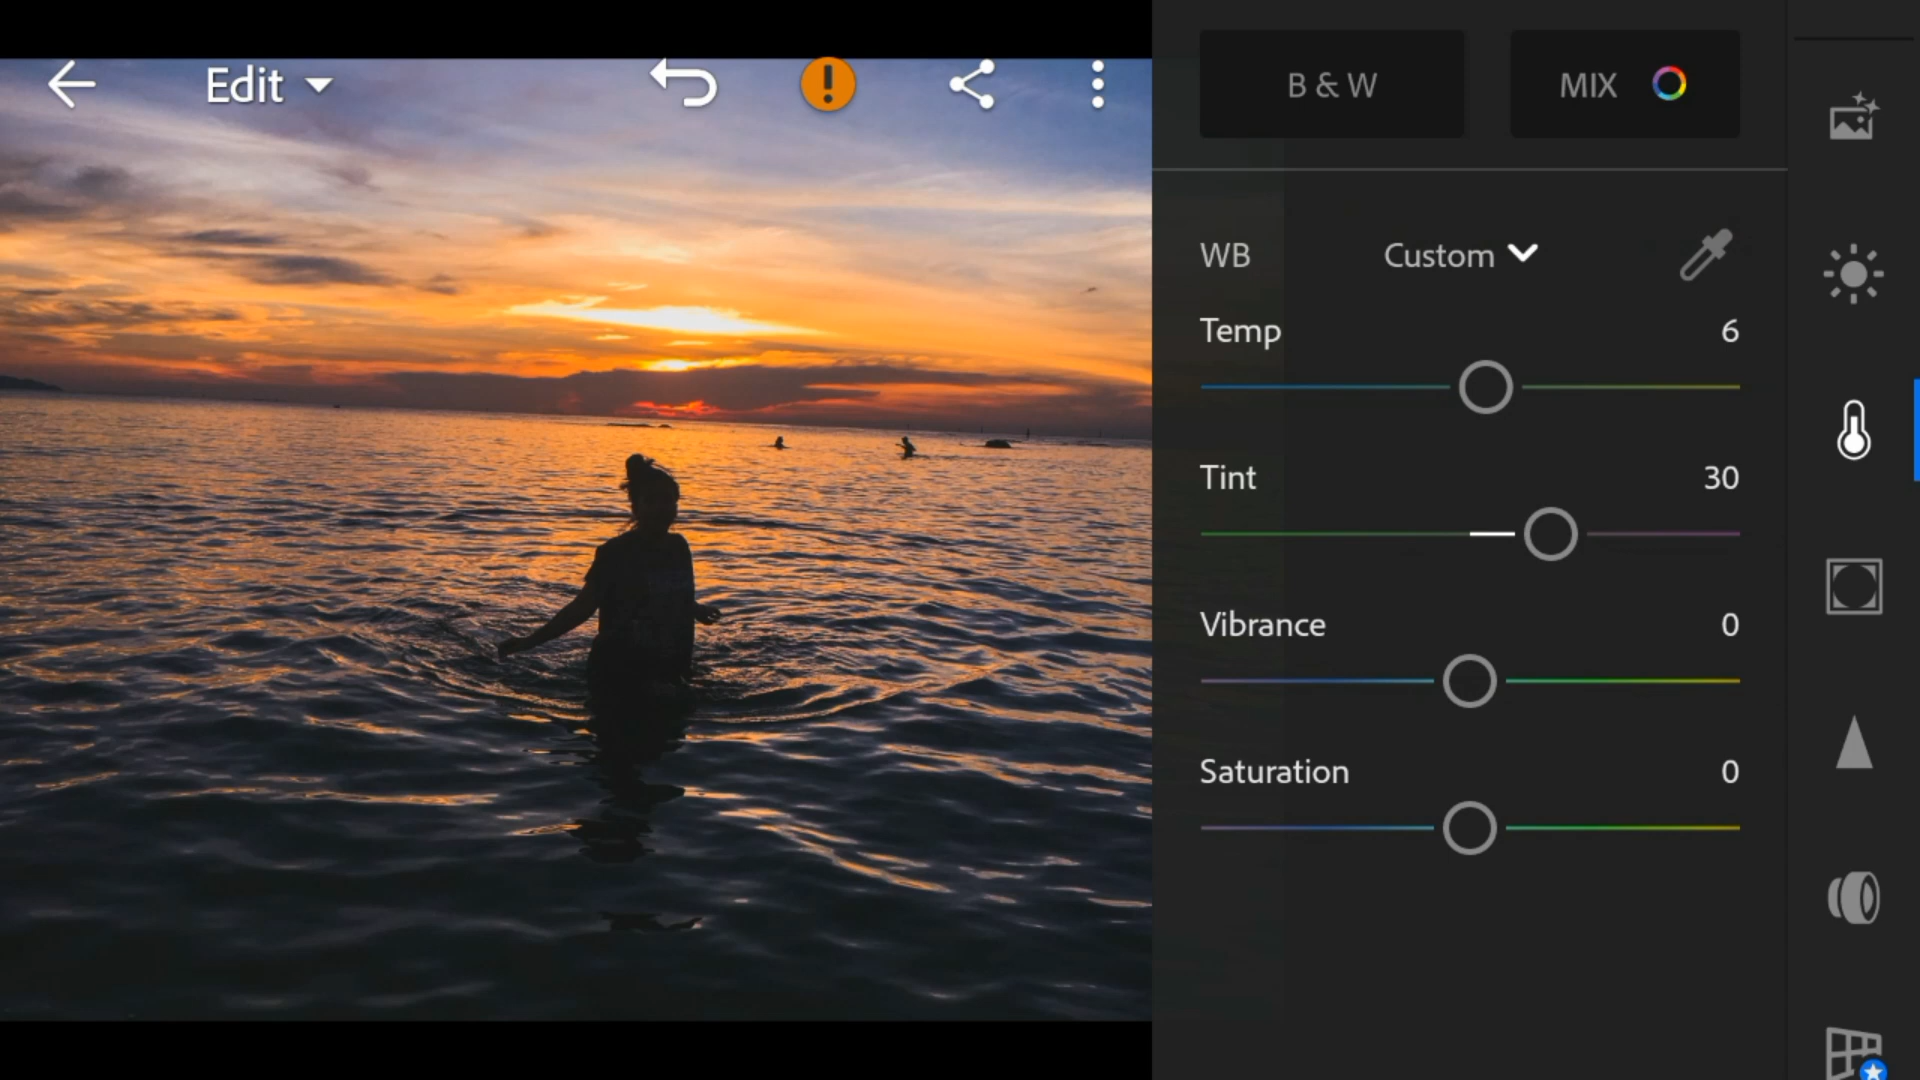 Edit
B & W
MIX
WB
Custom
Temp
6
Tint
30
Vibrance
0
Saturation
0